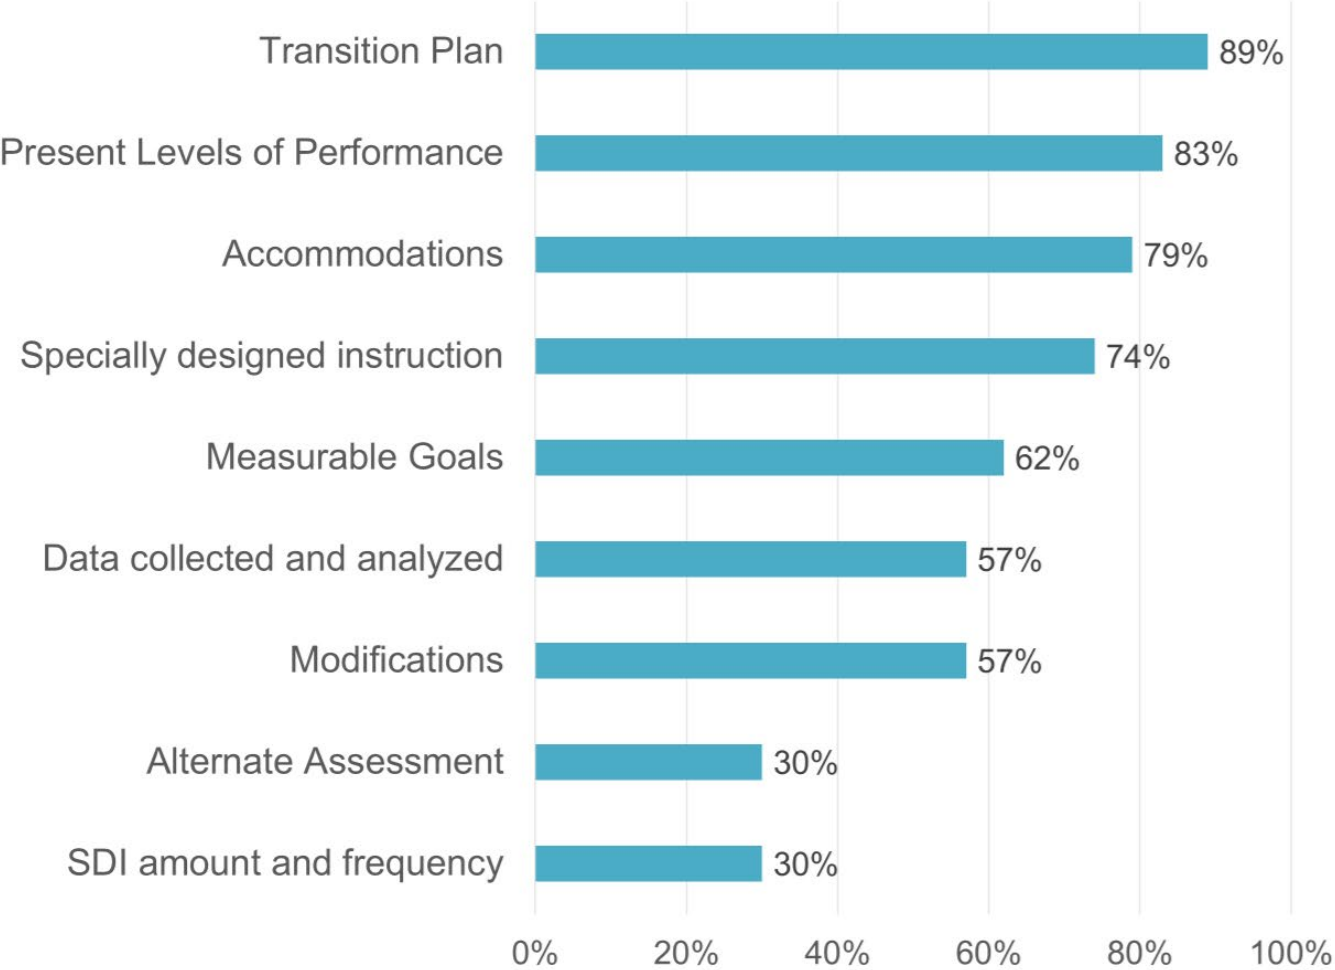 Transition Plan 89%
Present Levels of Performance 83%
Accommodations 79%
Specially designed instruction 74%
Measurable Goals 62%
Data collected and analyzed 57%
Modifications 57%
Alternate Assessment 30%
SDI amount and frequency 30%
0% 20% 40% 60% 80% 100%